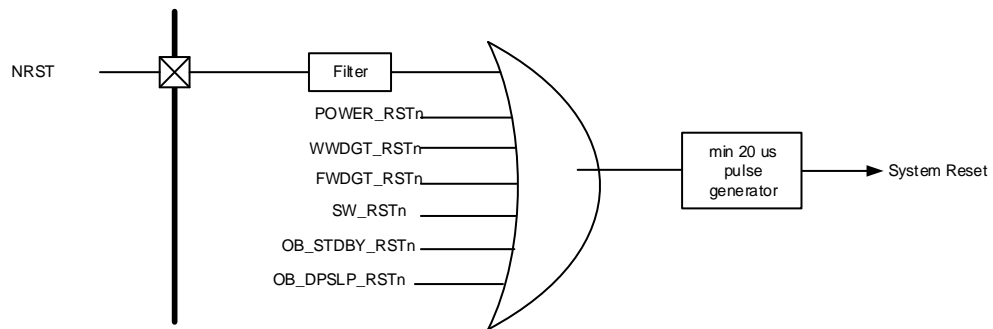 NRST
Filter
POWER_RSTn
WWDGT_RSTn
FWDGT_RSTn
SW_RSTn
OB_STDBY_RSTn
OB_DPSLP_RSTn
min 20 us
pulse
generator
System Reset